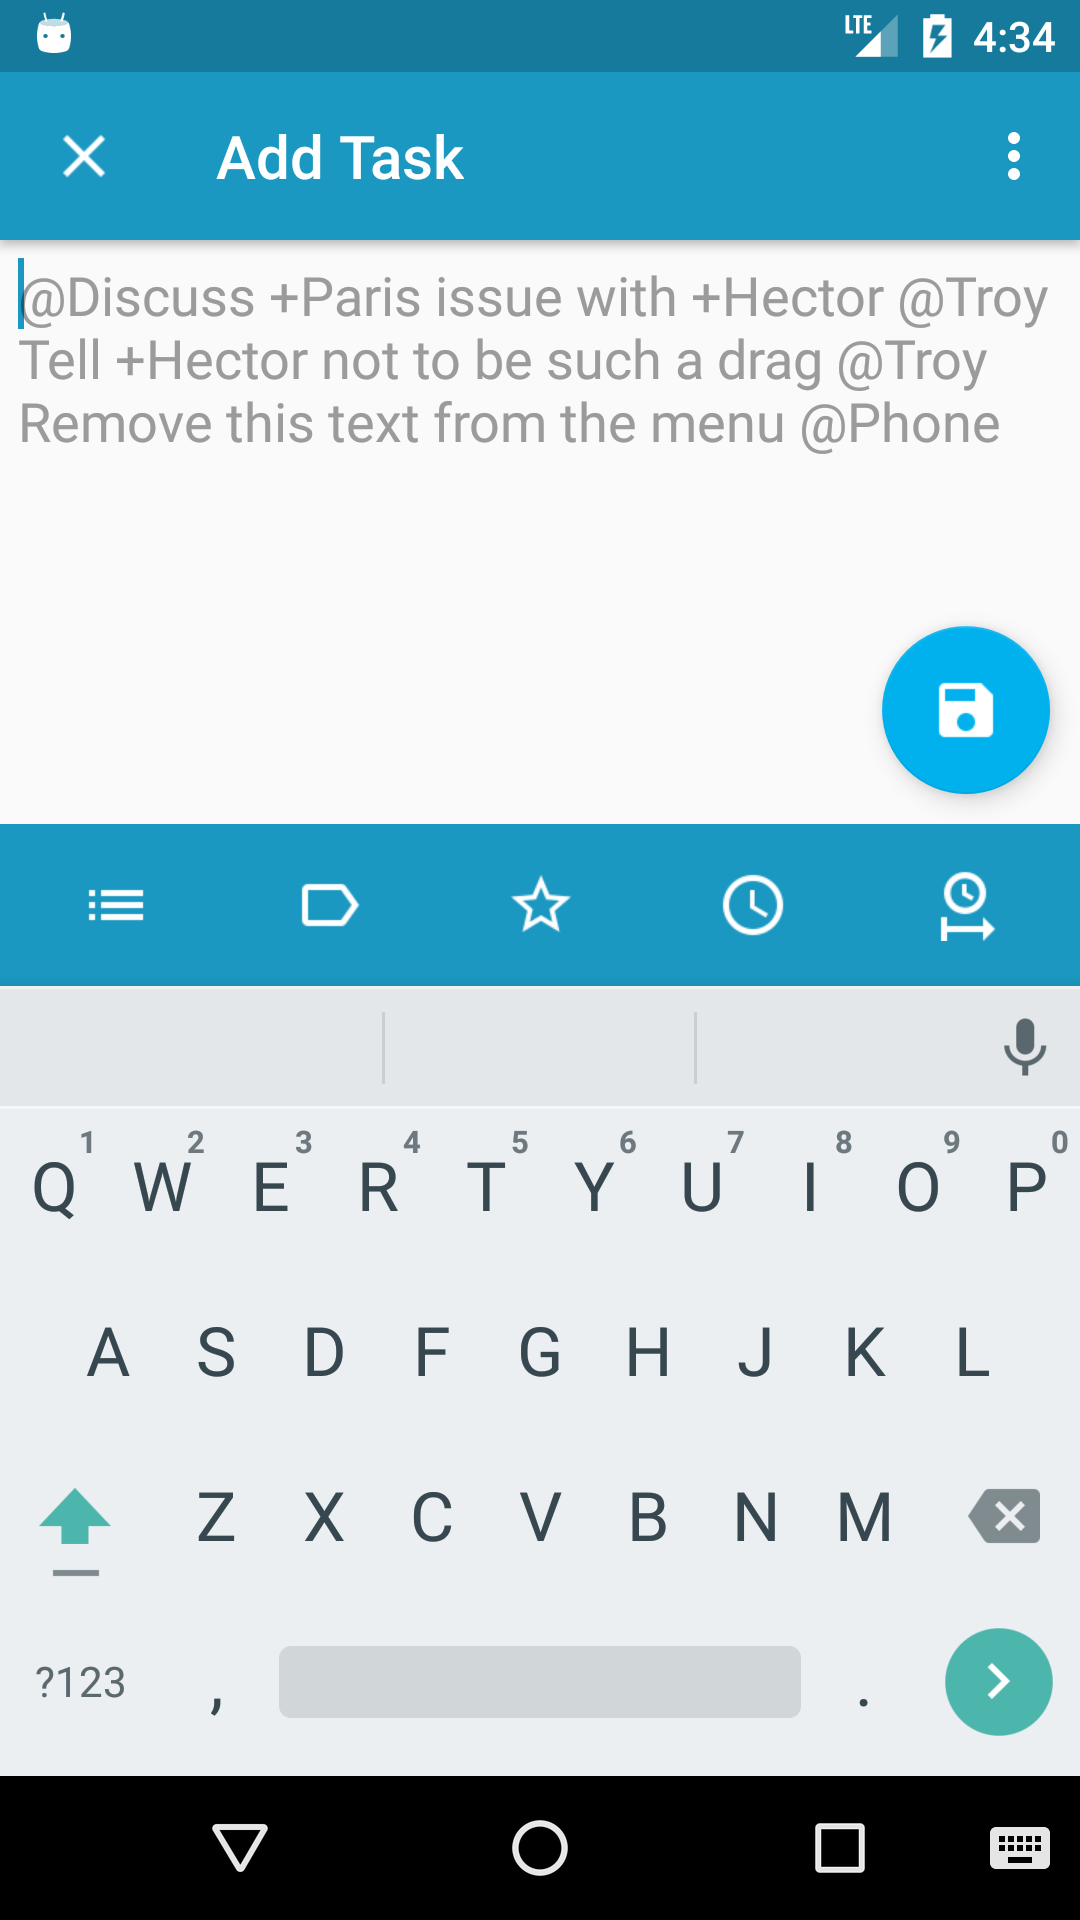 LTE 4:34
Add Task
@Discuss +Paris issue with +Hector @Troy
Tell +Hector not to be such a drag @Troy
Remove this text from the menu @Phone
1 2 3 4 5 6 7 8 9 0
Q W E R T Y U I O P
A S D F G H J K L
Z X C V B N M
?123 , .